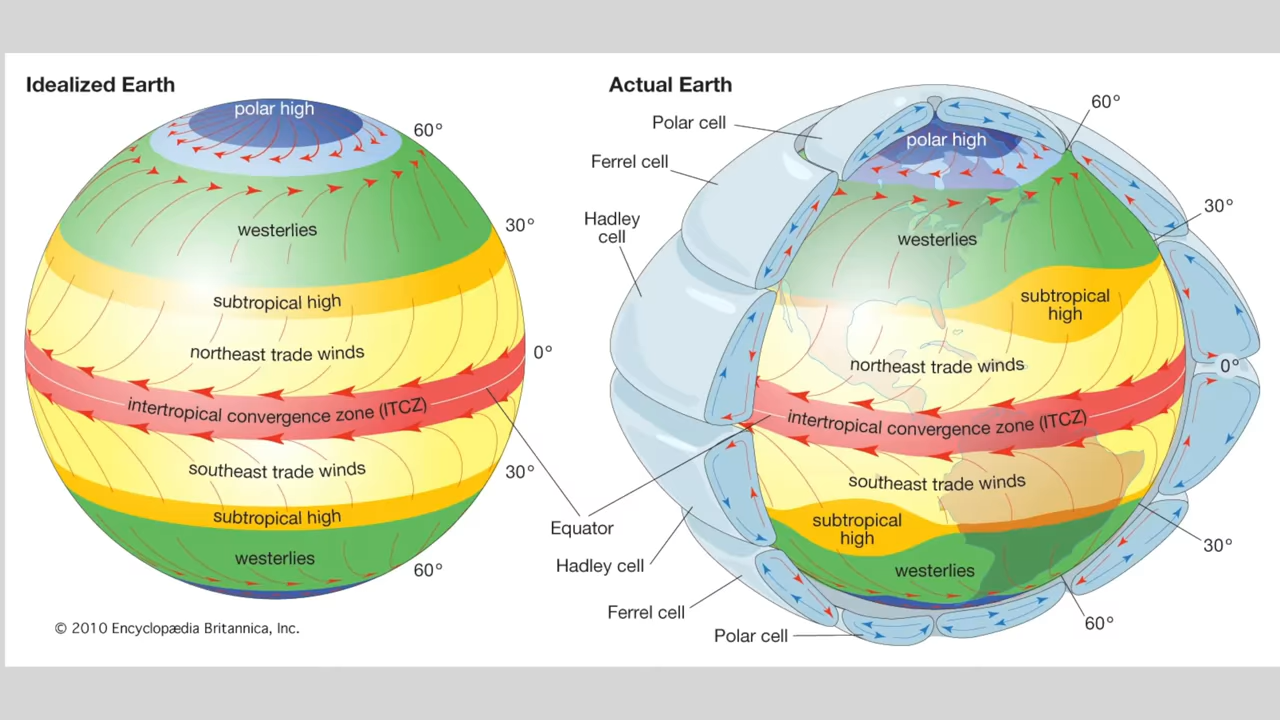 Idealized Earth
polar high
60°
westerlies
30°
subtropical high
northeast trade winds
0°
intertropical convergence zone (ITCZ)
southeast trade winds
30°
subtropical high
westerlies
60°
© 2010 Encyclopædia Britannica, Inc.
Actual Earth
Polar cell
Ferrel cell
Hadley
cell
60°
polar high
30°
westerlies
subtropical
high
northeast trade winds
0°
intertropical convergence zone (ITCZ)
southeast trade winds
subtropical
high
westerlies
Equator
Hadley cell
Ferrel cell
Polar cell
30°
60°